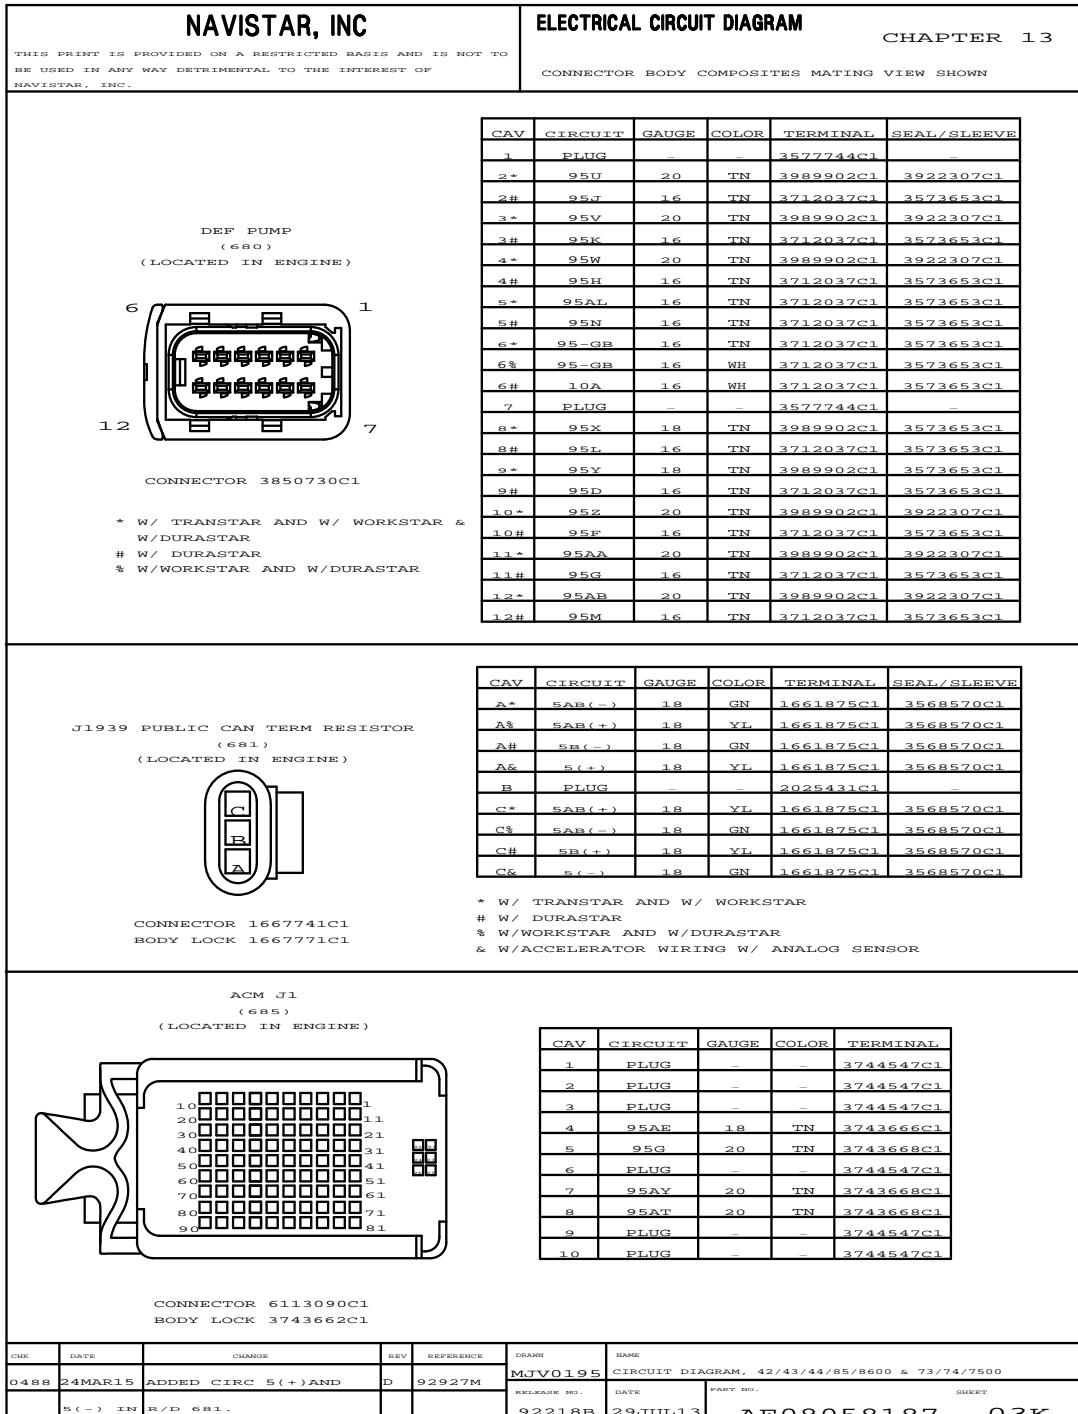 NAVISTAR, INC
THIS PRINT IS PROVIDED ON A RESTRICTED BASIS AND IS NOT TO
BE USED IN ANY WAY DETRIMENTAL TO THE INTEREST OF
NAVISTAR, INC.
ELECTRICAL CIRCUIT DIAGRAM
CHAPTER 13
CONNECTOR BODY COMPOSITES MATING VIEW SHOWN
DEF PUMP
(680)
(LOCATED IN ENGINE)
6 1
12 7
CONNECTOR 3850730C1
* W/ TRANSTAR AND W/ WORKSTAR &
W/DURASTAR
# W/ DURASTAR
% W/WORKSTAR AND W/DURASTAR
CAV CIRCUIT GAUGE COLOR TERMINAL SEAL/SLEEVE
1 PLUG - - 3577744C1 -
2* 95U 20 TN 3989902C1 3922307C1
2# 95J 16 TN 3712037C1 3573653C1
3* 95V 20 TN 3989902C1 3922307C1
3# 95K 16 TN 3712037C1 3573653C1
4* 95W 20 TN 3989902C1 3922307C1
4# 95H 16 TN 3712037C1 3573653C1
5* 95AL 16 TN 3712037C1 3573653C1
5# 95N 16 TN 3712037C1 3573653C1
6* 95-GB 16 TN 3712037C1 3573653C1
6% 95-GB 16 WH 3712037C1 3573653C1
6# 10A 16 WH 3712037C1 3573653C1
7 PLUG - - 3577744C1 -
8* 95X 18 TN 3989902C1 3573653C1
8# 95L 16 TN 3712037C1 3573653C1
9* 95Y 18 TN 3989902C1 3573653C1
9# 95D 16 TN 3712037C1 3573653C1
10* 95Z 20 TN 3989902C1 3922307C1
10# 95F 16 TN 3712037C1 3573653C1
11* 95AA 20 TN 3989902C1 3922307C1
11# 95G 16 TN 3712037C1 3573653C1
12* 95AB 20 TN 3989902C1 3922307C1
12# 95M 16 TN 3712037C1 3573653C1
J1939 PUBLIC CAN TERM RESISTOR
(681)
(LOCATED IN ENGINE)
C
B
A
CONNECTOR 1667741C1
BODY LOCK 1667771C1
CAV CIRCUIT GAUGE COLOR TERMINAL SEAL/SLEEVE
A* 5AB(-) 18 GN 1661875C1 3568570C1
A% 5AB(+) 18 YL 1661875C1 3568570C1
A# 5B(-) 18 GN 1661875C1 3568570C1
A& 5(+) 18 YL 1661875C1 3568570C1
B PLUG - - 2025431C1 -
C* 5AB(+) 18 YL 1661875C1 3568570C1
C% 5AB(-) 18 GN 1661875C1 3568570C1
C# 5B(+) 18 YL 1661875C1 3568570C1
C& 5(-) 18 GN 1661875C1 3568570C1
* W/ TRANSTAR AND W/ WORKSTAR
# W/ DURASTAR
% W/WORKSTAR AND W/DURASTAR
& W/ACCELERATOR WIRING W/ ANALOG SENSOR
ACM J1
(685)
(LOCATED IN ENGINE)
10 1
20 11
30 21
40 31
50 41
60 51
70 61
80 71
90 81
CONNECTOR 6113090C1
BODY LOCK 3743662C1
CAV CIRCUIT GAUGE COLOR TERMINAL
1 PLUG - - 3744547C1
2 PLUG - - 3744547C1
3 PLUG - - 3744547C1
4 95AE 18 TN 3743666C1
5 95G 20 TN 3743668C1
6 PLUG - - 3744547C1
7 95AY 20 TN 3743668C1
8 95AT 20 TN 3743668C1
9 PLUG - - 3744547C1
10 PLUG - - 3744547C1
CHK DATE CHANGE REV REFERENCE
0488 24MAR15 ADDED CIRC 5(+)AND D 92927M
5(-) IN R/D 681.
DRAWN MJV0195
NAME CIRCUIT DIAGRAM, 42/43/44/85/8600 & 73/74/7500
RELEASE NO. 92218B
DATE 29JUL13
PART NO. AE08058187
SHEET 03K